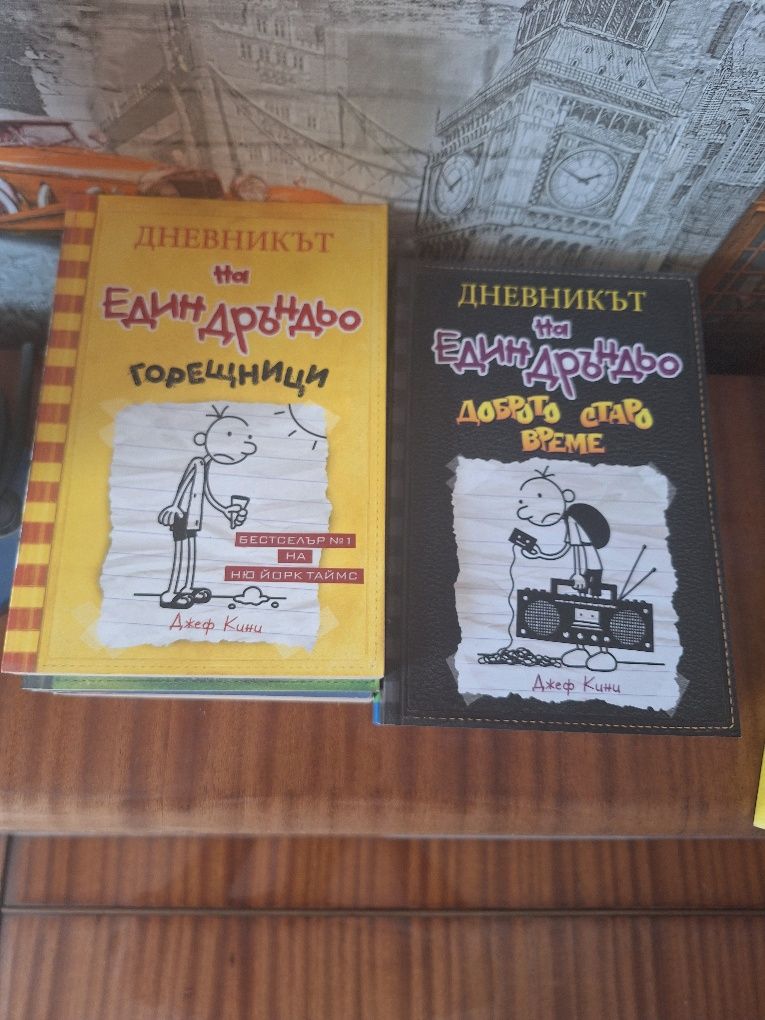 ДНЕВНИКЪТ
на
ЕДИН ДРЪНДЬО
ГОРЕЩНИЦИ
БЕСТСЕЛЪР №1
НА
НЮ ЙОРК ТАЙМС
Джеф Кини
ДНЕВНИКЪТ
на
ЕДИН ДРЪНДЬО
ДОБРОТО СТАРО
ВРЕМЕ
Джеф Кини